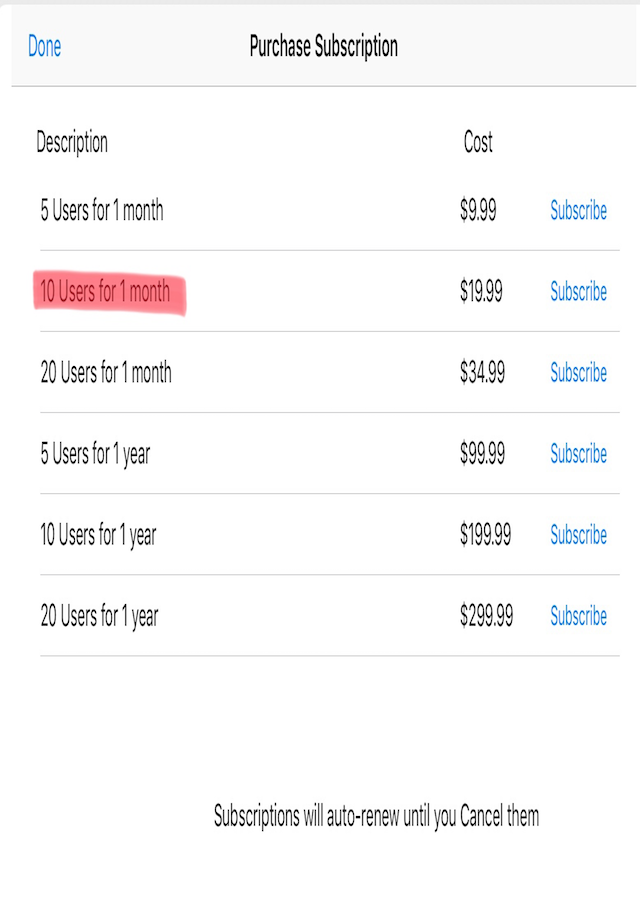 Done Purchase Subscription
Description Cost
5 Users for 1 month $9.99 Subscribe
10 Users for 1 month $19.99 Subscribe
20 Users for 1 month $34.99 Subscribe
5 Users for 1 year $99.99 Subscribe
10 Users for 1 year $199.99 Subscribe
20 Users for 1 year $299.99 Subscribe
Subscriptions will auto-renew until you Cancel them